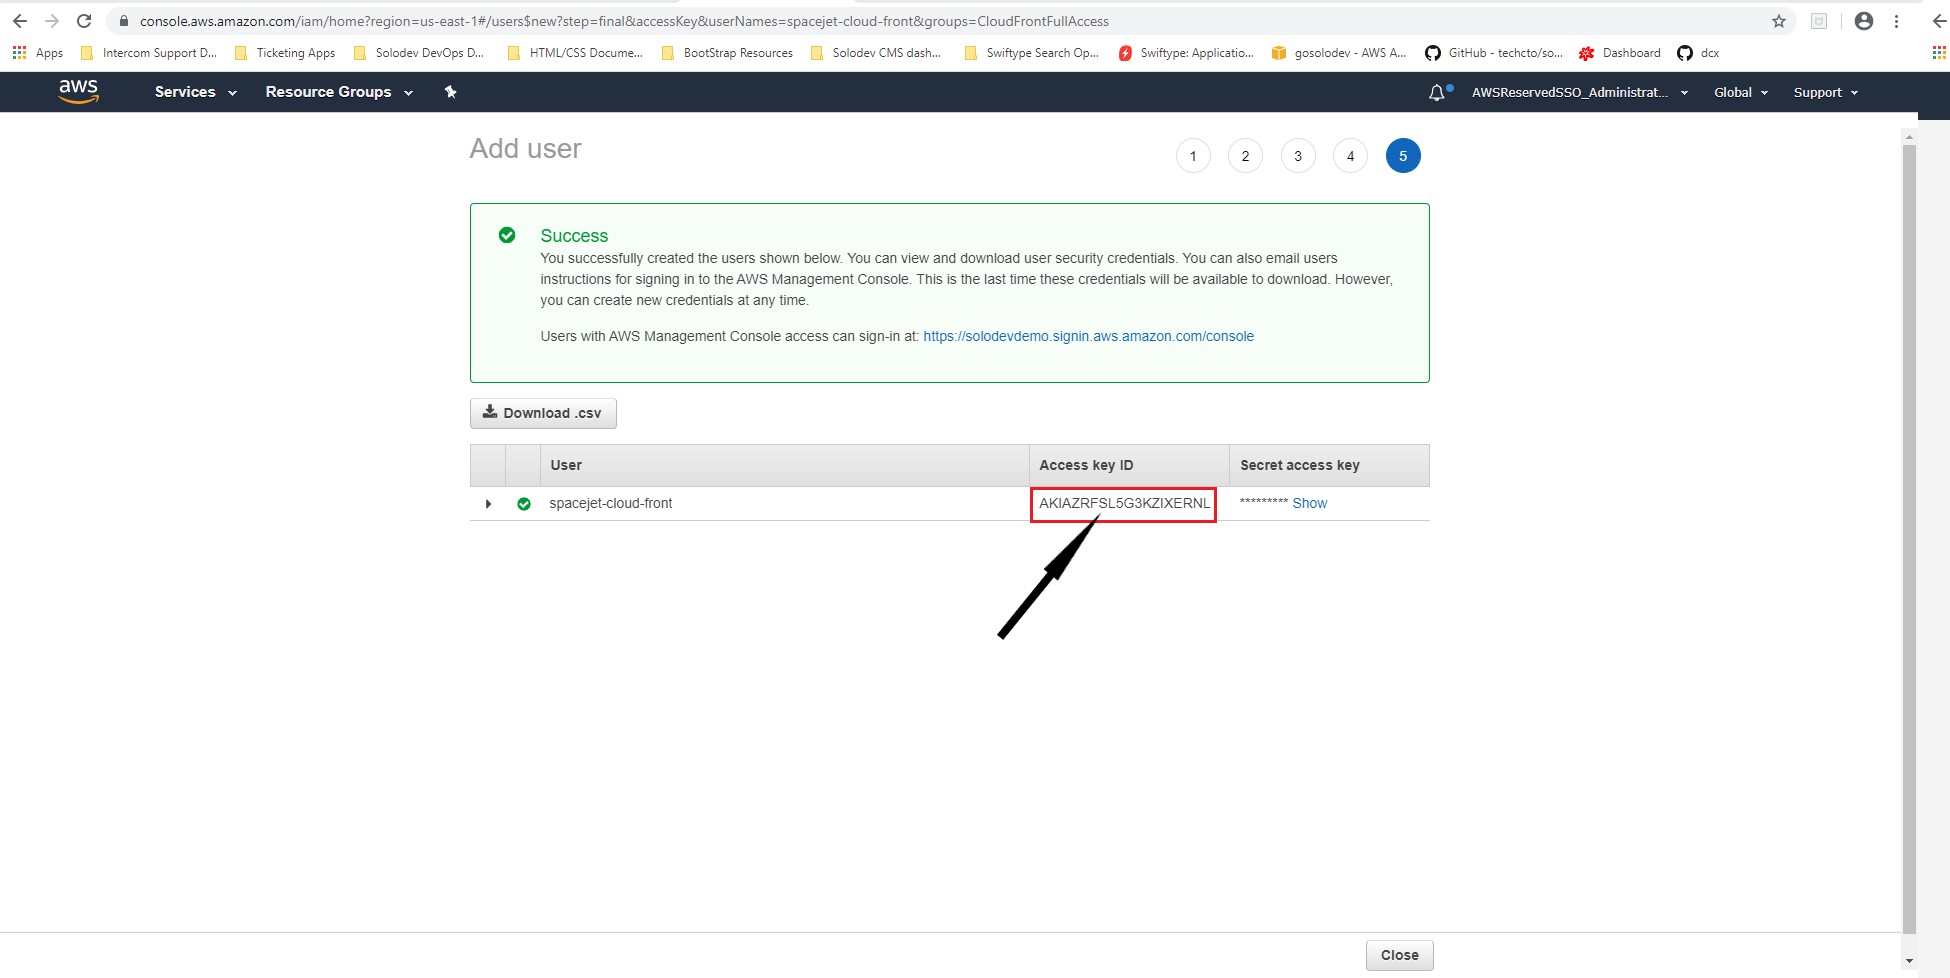 console.aws.amazon.com/iam/home?region=us-east-1#/users$new?step=final&accessKey&userNames=spacejet-cloud-front&groups=CloudFrontFullAccess
Apps Intercom Support D... Ticketing Apps Solodev DevOps D... HTML/CSS Docume... BootStrap Resources Solodev CMS dash... Swiftype Search Op... Swiftype: Applicatio... gosolodev - AWS A... GitHub - techcto/so... Dashboard dcx
aws Services Resource Groups AWSReservedSSO_Administrat... Global Support
Add user 1 2 3 4 5
Success
You successfully created the users shown below. You can view and download user security credentials. You can also email users
instructions for signing in to the AWS Management Console. This is the last time these credentials will be available to download. However,
you can create new credentials at any time.
Users with AWS Management Console access can sign-in at: https://solodevdemo.signin.aws.amazon.com/console
Download .csv
User Access key ID Secret access key
spacejet-cloud-front AKIAZRFSL5G3KZIXERNL ********* Show
Close